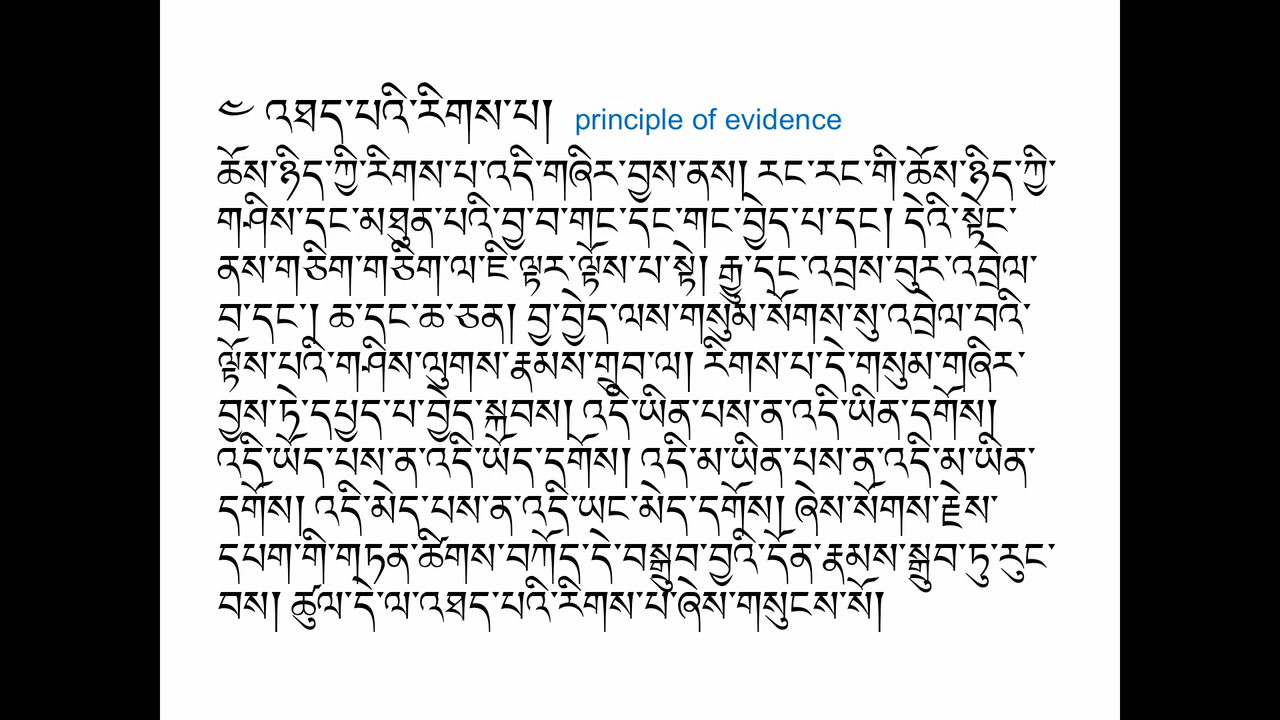 ༤ འཐད་པའི་རིགས་པ། principle of evidence
ཆོས་ཉིད་ཀྱི་རིགས་པ་འདི་གཞིར་བྱས་ནས། རང་རང་གི་ཆོས་ཉིད་ཀྱི་
གཤིས་དང་མཐུན་པའི་བྱ་བ་གང་དང་གང་བྱེད་པ་དང། དེའི་སྟེང་
ནས་གཅིག་གཅིག་ལ་ཇི་ལྟར་ལྟོས་པ་སྟེ། རྒྱུ་དང་འབྲས་བུར་འབྲེལ་
བ་དང་། ཆ་དང་ཆ་ཅན། བྱ་བྱེད་ལས་གསུམ་སོགས་སུ་འབྲེལ་བའི་
ལྟོས་པའི་གཤིས་ལུགས་རྣམས་གྲུབ་ལ། རིགས་པ་དེ་གསུམ་གཞིར་
བྱས་ཏེ་དཔྱད་པ་བྱེད་སྐབས། འདི་ཡིན་པས་ན་འདི་ཡིན་དགོས།
འདི་ཡོད་པས་ན་འདི་ཡོད་དགོས། འདི་མ་ཡིན་པས་ན་འདི་མ་ཡིན་
དགོས། འདི་མེད་པས་ན་འདི་ཡང་མེད་དགོས། ཞེས་སོགས་རྗེས་
དཔག་གི་གཏན་ཚིགས་བཀོད་དེ་བསྒྲུབ་བྱའི་དོན་རྣམས་སྒྲུབ་ཏུ་རུང་
བས། ཚུལ་དེ་ལ་འཐད་པའི་རིགས་པ་ཞེས་གསུངས་སོ།